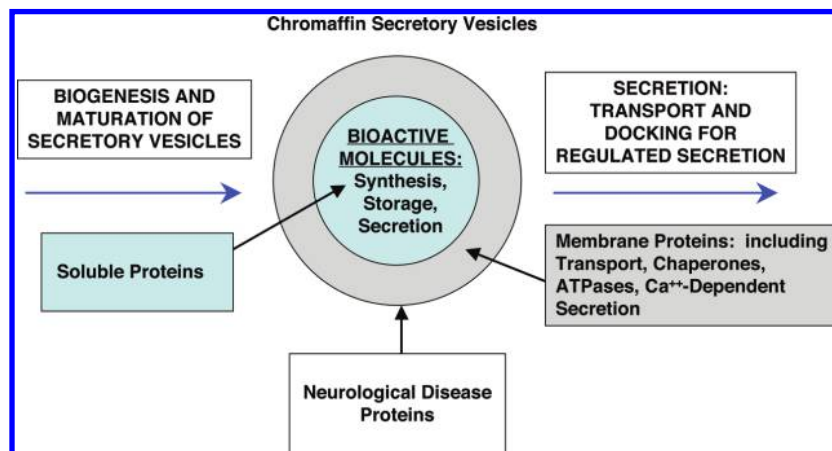 Chromaffin Secretory Vesicles
BIOGENESIS AND
MATURATION OF
SECRETORY VESICLES
BIOACTIVE
MOLECULES:
Synthesis,
Storage,
Secretion
SECRETION:
TRANSPORT AND
DOCKING FOR
REGULATED SECRETION
Soluble Proteins
Membrane Proteins: including
Transport, Chaperones,
ATPases, Ca⁺⁺-Dependent
Secretion
Neurological Disease
Proteins